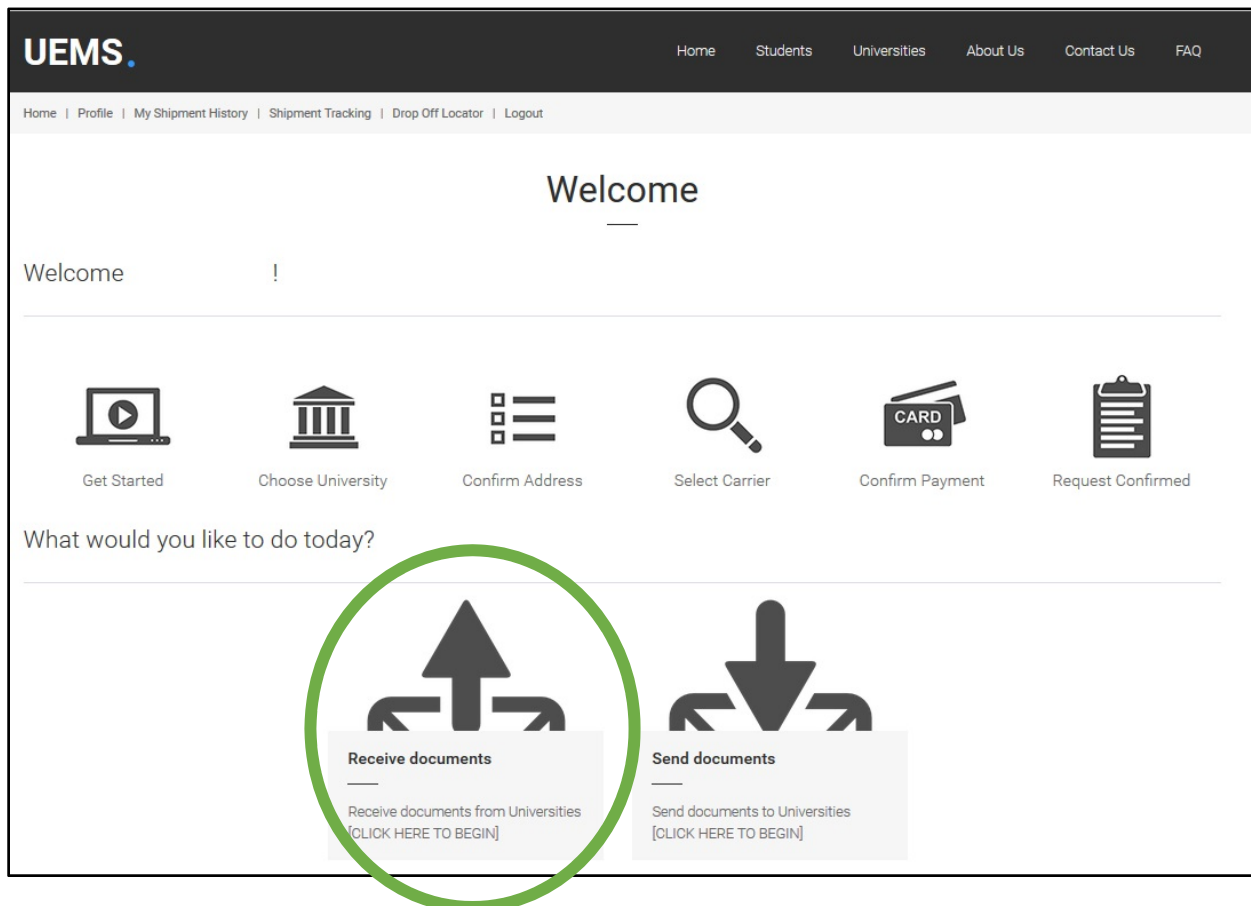 UEMS.
Home Students Universities About Us Contact Us FAQ
Home | Profile | My Shipment History | Shipment Tracking | Drop Off Locator | Logout
Welcome
Welcome !
CARD
Get Started Choose University Confirm Address Select Carrier Confirm Payment Request Confirmed
What would you like to do today?
Receive documents
Receive documents from Universities
[CLICK HERE TO BEGIN]
Send documents
Send documents to Universities
[CLICK HERE TO BEGIN]